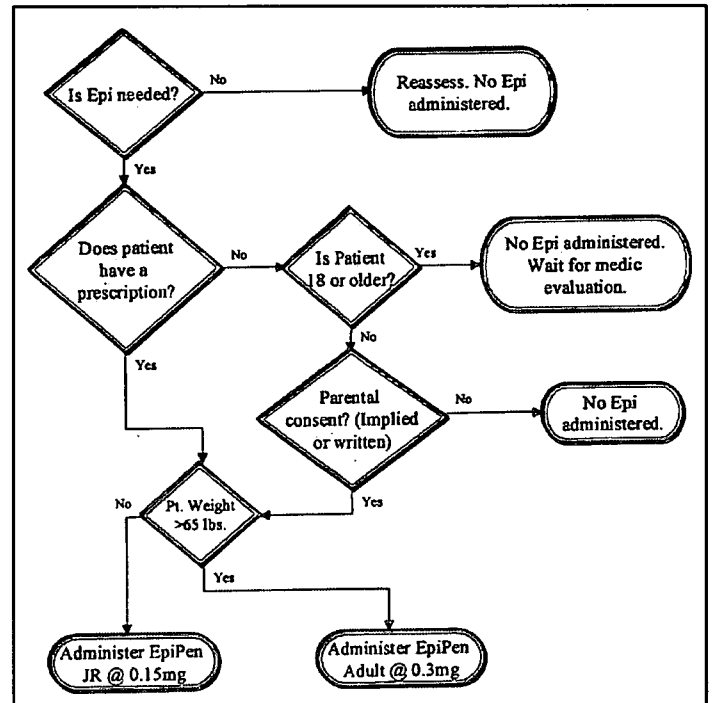 Is Epi needed?
No
Reassess. No Epi
administered.
Yes
Does patient
have a
prescription?
No
Is Patient
18 or older?
Yes
No Epi administered.
Wait for medic
evaluation.
No
Yes
Parental
consent? (Implied
or written)
No
No Epi
administered.
Yes
Pt. Weight
>65 lbs.
No
Yes
Administer EpiPen
JR @ 0.15mg
Administer EpiPen
Adult @ 0.3mg